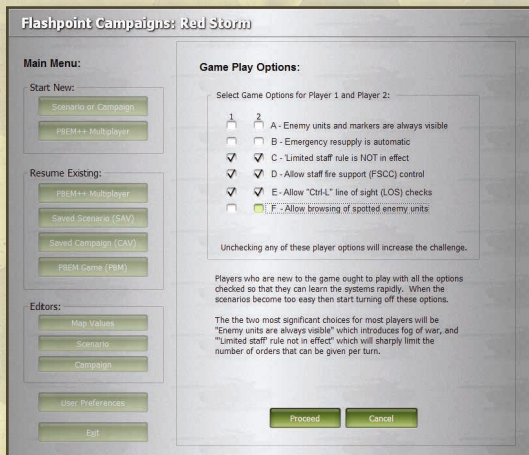 Flashpoint Campaigns: Red Storm
Main Menu:
Start New:
Scenario or Campaign
PBEM++ Multiplayer
Resume Existing:
PBEM++ Multiplayer
Saved Scenario (SAV)
Saved Campaign (CAV)
PBEM Game (PBM)
Editors:
Map Values
Scenario
Campaign
User Preferences
Exit
Game Play Options:
Select Game Options for Player 1 and Player 2:
1 2
A - Enemy units and markers are always visible
B - Emergency resupply is automatic
C - 'Limited staff' rule is NOT in effect
D - Allow staff fire support (FSCC) control
E - Allow "Ctrl-L" line of sight (LOS) checks
F - Allow browsing of spotted enemy units
Unchecking any of these player options will increase the challenge.
Players who are new to the game ought to play with all the options
checked so that they can learn the systems rapidly. When the
scenarios become too easy then start turning off these options.
The the two most significant choices for most players will be
"Enemy units are always visible" which introduces fog of war, and
"'Limited staff' rule not in effect" which will sharply limit the
number of orders that can be given per turn.
Proceed
Cancel